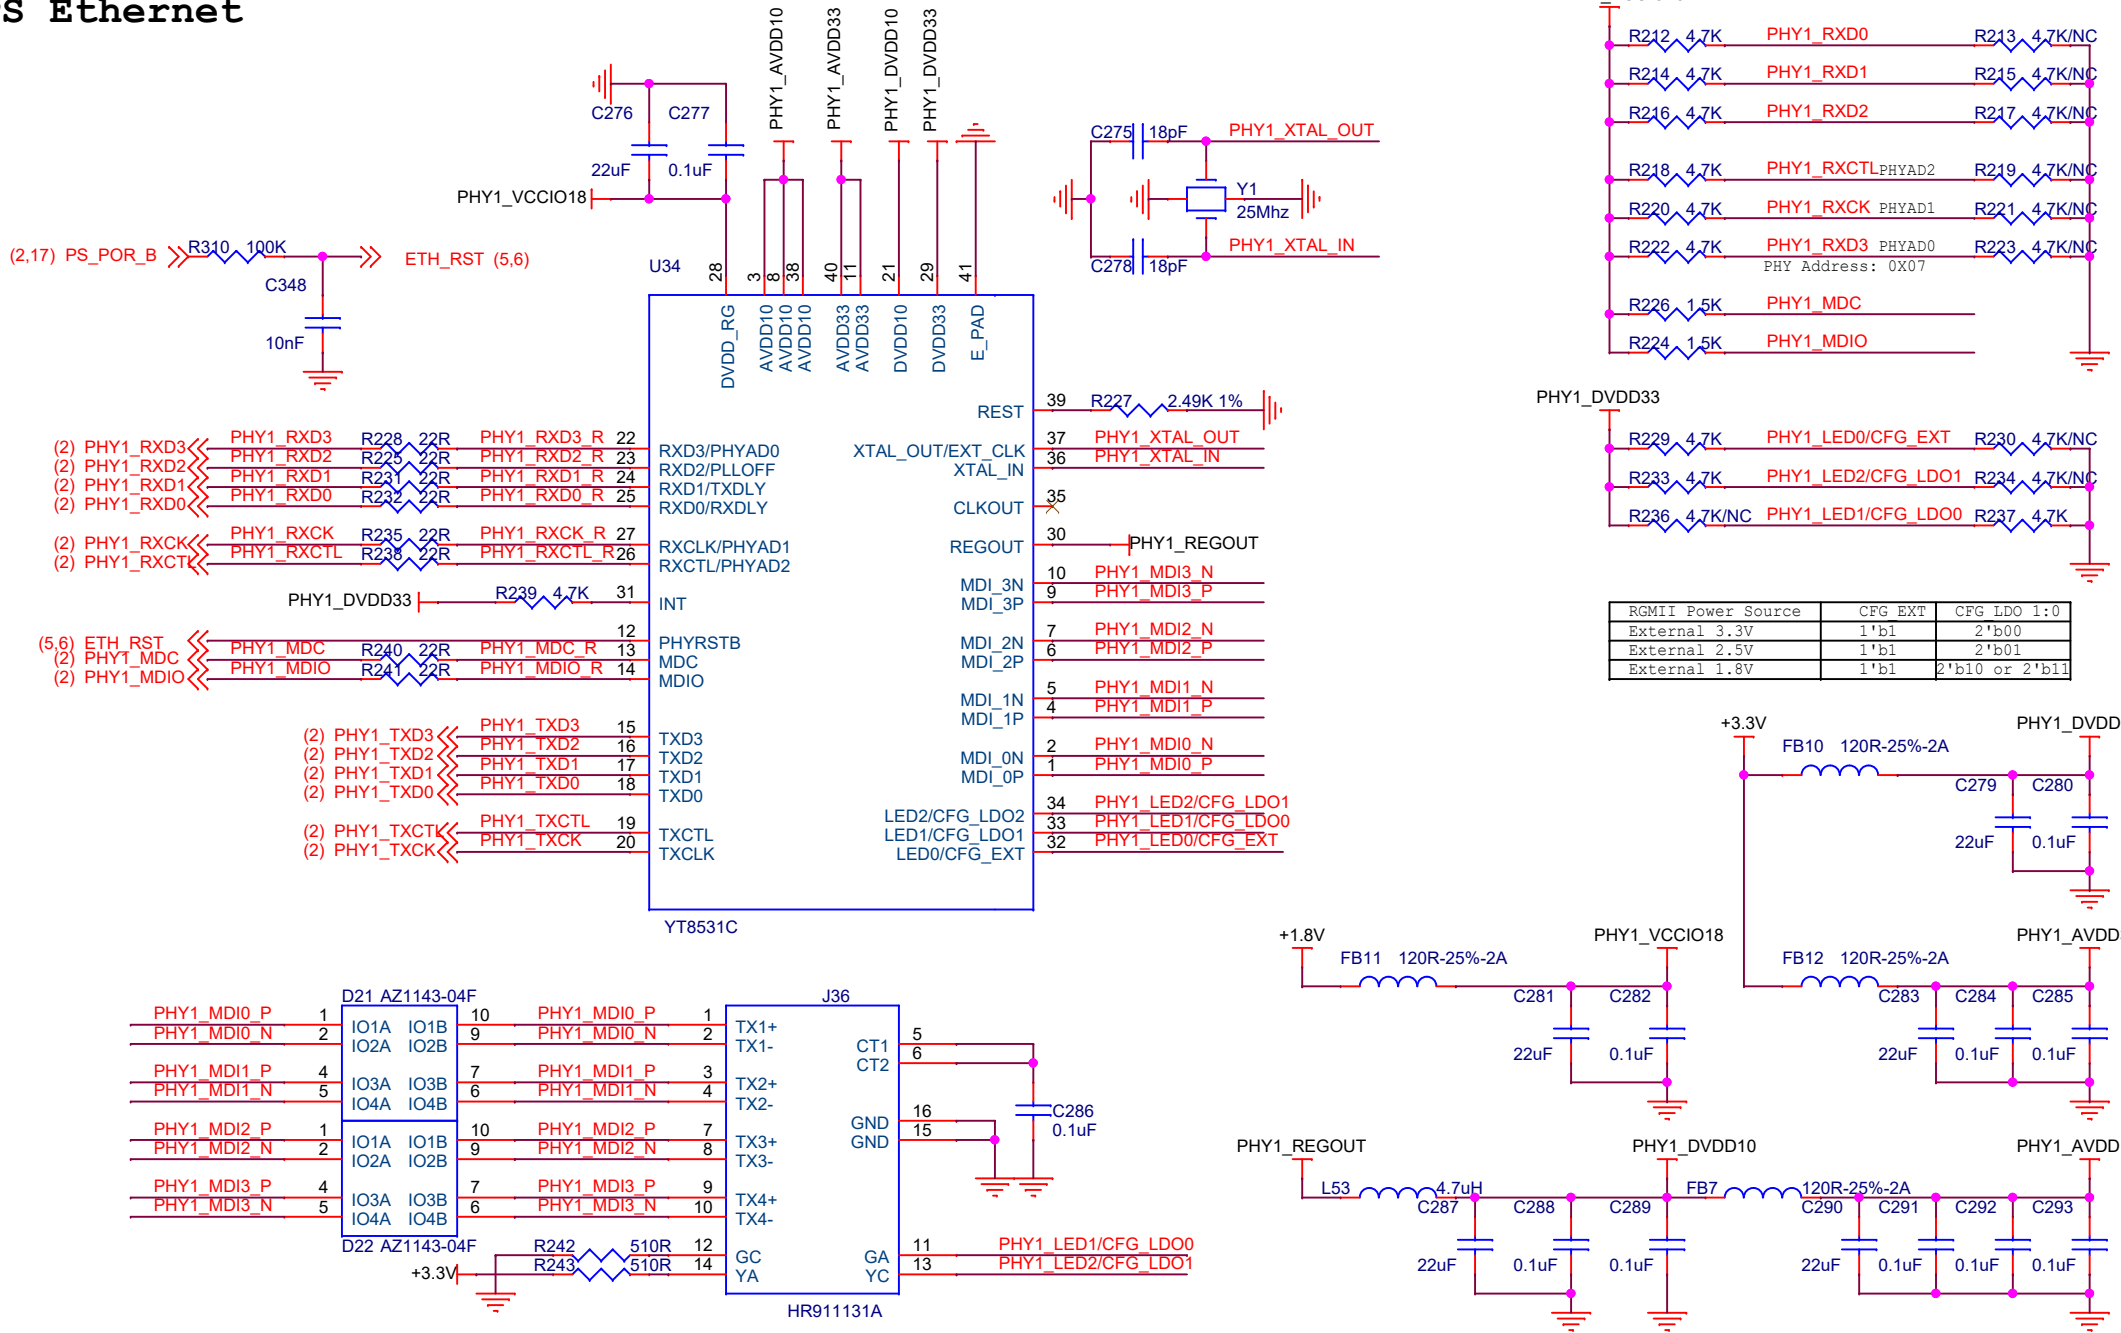 S Ethernet
PHY1_AVDD10
PHY1_AVDD33
PHY1_DVDD10
PHY1_DVDD33
C276
C277
22uF
0.1uF
PHY1_VCCIO18
(2,17) PS_POR_B
R310 100K
ETH_RST (5,6)
C348
10nF
U34
28
3
8
38
40
11
21
29
41
DVDD_RG
AVDD10
AVDD10
AVDD10
AVDD33
AVDD33
DVDD10
DVDD33
E_PAD
C275 18pF PHY1_XTAL_OUT
Y1
25Mhz
PHY1_XTAL_IN
C278 18pF
R212 4.7K PHY1_RXD0 R213 4.7K/NC
R214 4.7K PHY1_RXD1 R215 4.7K/NC
R216 4.7K PHY1_RXD2 R217 4.7K/NC
R218 4.7K PHY1_RXCTL PHYAD2 R219 4.7K/NC
R220 4.7K PHY1_RXCK PHYAD1 R221 4.7K/NC
R222 4.7K PHY1_RXD3 PHYAD0 R223 4.7K/NC
PHY Address: 0X07
R226 1.5K PHY1_MDC
R224 1.5K PHY1_MDIO
PHY1_DVDD33
R229 4.7K PHY1_LED0/CFG_EXT R230 4.7K/NC
R233 4.7K PHY1_LED2/CFG_LDO1 R234 4.7K/NC
R236 4.7K/NC PHY1_LED1/CFG_LDO0 R237 4.7K
RGMII Power Source CFG_EXT CFG_LDO 1:0
External 3.3V 1'b1 2'b00
External 2.5V 1'b1 2'b01
External 1.8V 1'b1 2'b10 or 2'b11
(2) PHY1_RXD3 PHY1_RXD3 R228 22R PHY1_RXD3_R 22 RXD3/PHYAD0
(2) PHY1_RXD2 PHY1_RXD2 R225 22R PHY1_RXD2_R 23 RXD2/PLLOFF
(2) PHY1_RXD1 PHY1_RXD1 R231 22R PHY1_RXD1_R 24 RXD1/TXDLY
(2) PHY1_RXD0 PHY1_RXD0 R232 22R PHY1_RXD0_R 25 RXD0/RXDLY
(2) PHY1_RXCK PHY1_RXCK R235 22R PHY1_RXCK_R 27 RXCLK/PHYAD1
(2) PHY1_RXCTL PHY1_RXCTL R238 22R PHY1_RXCTL_R 26 RXCTL/PHYAD2
PHY1_DVDD33 R239 4.7K 31 INT
(5,6) ETH_RST 12 PHYRSTB
(2) PHY1_MDC PHY1_MDC R240 22R PHY1_MDC_R 13 MDC
(2) PHY1_MDIO PHY1_MDIO R241 22R PHY1_MDIO_R 14 MDIO
(2) PHY1_TXD3 PHY1_TXD3 15 TXD3
(2) PHY1_TXD2 PHY1_TXD2 16 TXD2
(2) PHY1_TXD1 PHY1_TXD1 17 TXD1
(2) PHY1_TXD0 PHY1_TXD0 18 TXD0
(2) PHY1_TXCTL PHY1_TXCTL 19 TXCTL
(2) PHY1_TXCK PHY1_TXCK 20 TXCLK
REST 39 R227 2.49K 1%
XTAL_OUT/EXT_CLK 37 PHY1_XTAL_OUT
XTAL_IN 36 PHY1_XTAL_IN
CLKOUT 35
REGOUT 30 PHY1_REGOUT
MDI_3N 10 PHY1_MDI3_N
MDI_3P 9 PHY1_MDI3_P
MDI_2N 7 PHY1_MDI2_N
MDI_2P 6 PHY1_MDI2_P
MDI_1N 5 PHY1_MDI1_N
MDI_1P 4 PHY1_MDI1_P
MDI_0N 2 PHY1_MDI0_N
MDI_0P 1 PHY1_MDI0_P
LED2/CFG_LDO2 34 PHY1_LED2/CFG_LDO1
LED1/CFG_LDO1 33 PHY1_LED1/CFG_LDO0
LED0/CFG_EXT 32 PHY1_LED0/CFG_EXT
YT8531C
+3.3V PHY1_DVDD
FB10 120R-25%-2A
C279 C280
22uF 0.1uF
+1.8V PHY1_VCCIO18
FB11 120R-25%-2A
C281 C282
22uF 0.1uF
PHY1_AVDD
FB12 120R-25%-2A
C283 C284 C285
22uF 0.1uF 0.1uF
PHY1_REGOUT PHY1_DVDD10 PHY1_AVDD
L53 4.7uH FB7 120R-25%-2A
C287 C288 C289 C290 C291 C292 C293
22uF 0.1uF 0.1uF 22uF 0.1uF 0.1uF 0.1uF
D21 AZ1143-04F J36
PHY1_MDI0_P 1 IO1A IO1B 10 PHY1_MDI0_P 1 TX1+
PHY1_MDI0_N 2 IO2A IO2B 9 PHY1_MDI0_N 2 TX1-
PHY1_MDI1_P 4 IO3A IO3B 7 PHY1_MDI1_P 3 TX2+
PHY1_MDI1_N 5 IO4A IO4B 6 PHY1_MDI1_N 4 TX2-
PHY1_MDI2_P 1 IO1A IO1B 10 PHY1_MDI2_P 7 TX3+
PHY1_MDI2_N 2 IO2A IO2B 9 PHY1_MDI2_N 8 TX3-
PHY1_MDI3_P 4 IO3A IO3B 7 PHY1_MDI3_P 9 TX4+
PHY1_MDI3_N 5 IO4A IO4B 6 PHY1_MDI3_N 10 TX4-
D22 AZ1143-04F
R242 510R 12 GC
+3.3V R243 510R 14 YA
CT1 5
CT2 6
C286
0.1uF
GND 16
GND 15
GA 11 PHY1_LED1/CFG_LDO0
YC 13 PHY1_LED2/CFG_LDO1
HR911131A